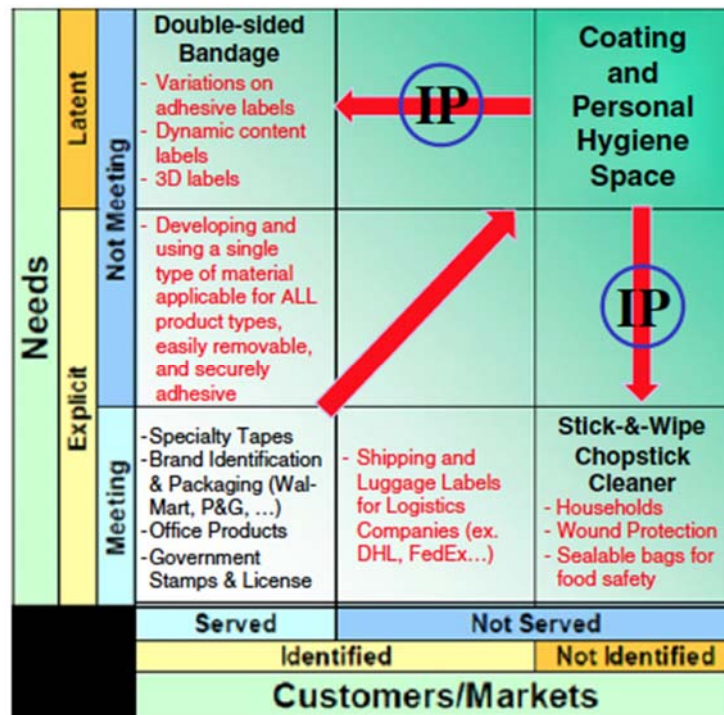 Double-sided
Bandage
- Variations on
adhesive labels
- Dynamic content
labels
- 3D labels
IP
Coating
and
Personal
Hygiene
Space
Latent
Not Meeting
Needs
Explicit
- Developing and
using a single
type of material
applicable for ALL
product types,
easily removable,
and securely
adhesive
IP
Meeting
-Specialty Tapes
-Brand Identification
& Packaging (Wal-
Mart, P&G, ...)
-Office Products
-Government
Stamps & License
- Shipping and
Luggage Labels
for Logistics
Companies (ex.
DHL, FedEx...)
Stick-&-Wipe
Chopstick
Cleaner
- Households
- Wound Protection
- Sealable bags for
food safety
Served
Not Served
Identified
Not Identified
Customers/Markets